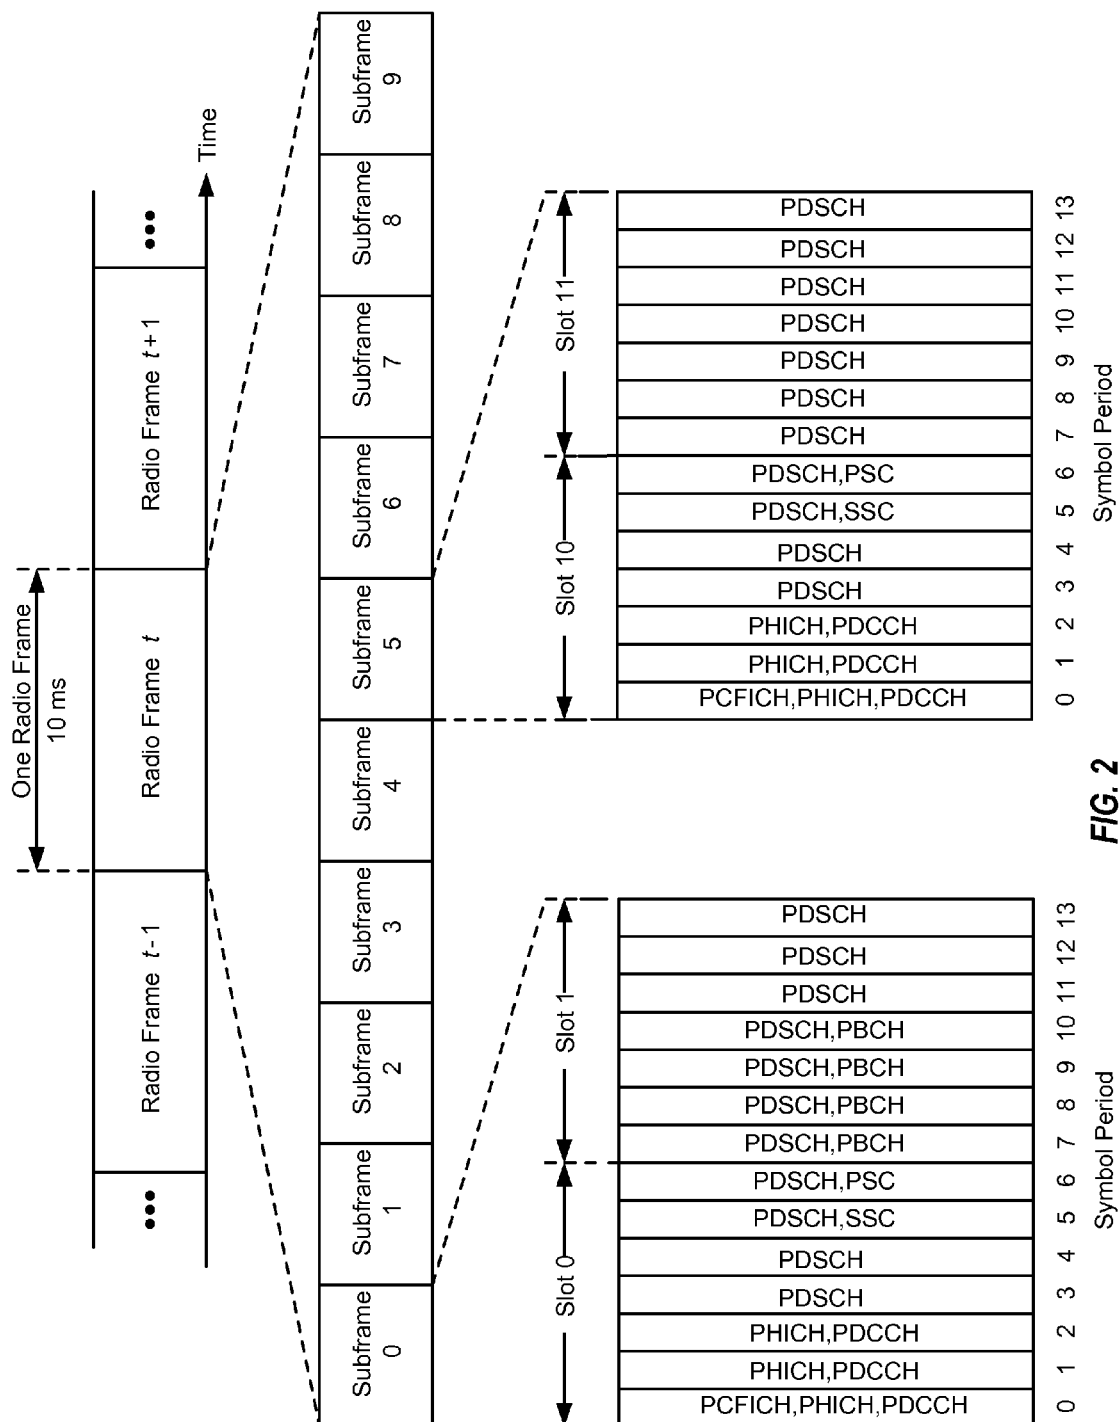 One Radio Frame
10 ms
•••
Radio Frame t-1
Radio Frame t
Radio Frame t+1
•••
Time
Subframe
0
Subframe
1
Subframe
2
Subframe
3
Subframe
4
Subframe
5
Subframe
6
Subframe
7
Subframe
8
Subframe
9
Slot 0
Slot 1
PCFICH,PHICH,PDCCH
PHICH,PDCCH
PHICH,PDCCH
PDSCH
PDSCH
PDSCH,SSC
PDSCH,PSC
PDSCH,PBCH
PDSCH,PBCH
PDSCH,PBCH
PDSCH,PBCH
PDSCH
PDSCH
PDSCH
0 1 2 3 4 5 6 7 8 9 10 11 12 13
Symbol Period
Slot 10
Slot 11
PCFICH,PHICH,PDCCH
PHICH,PDCCH
PHICH,PDCCH
PDSCH
PDSCH
PDSCH,SSC
PDSCH,PSC
PDSCH
PDSCH
PDSCH
PDSCH
PDSCH
PDSCH
PDSCH
0 1 2 3 4 5 6 7 8 9 10 11 12 13
Symbol Period
FIG. 2